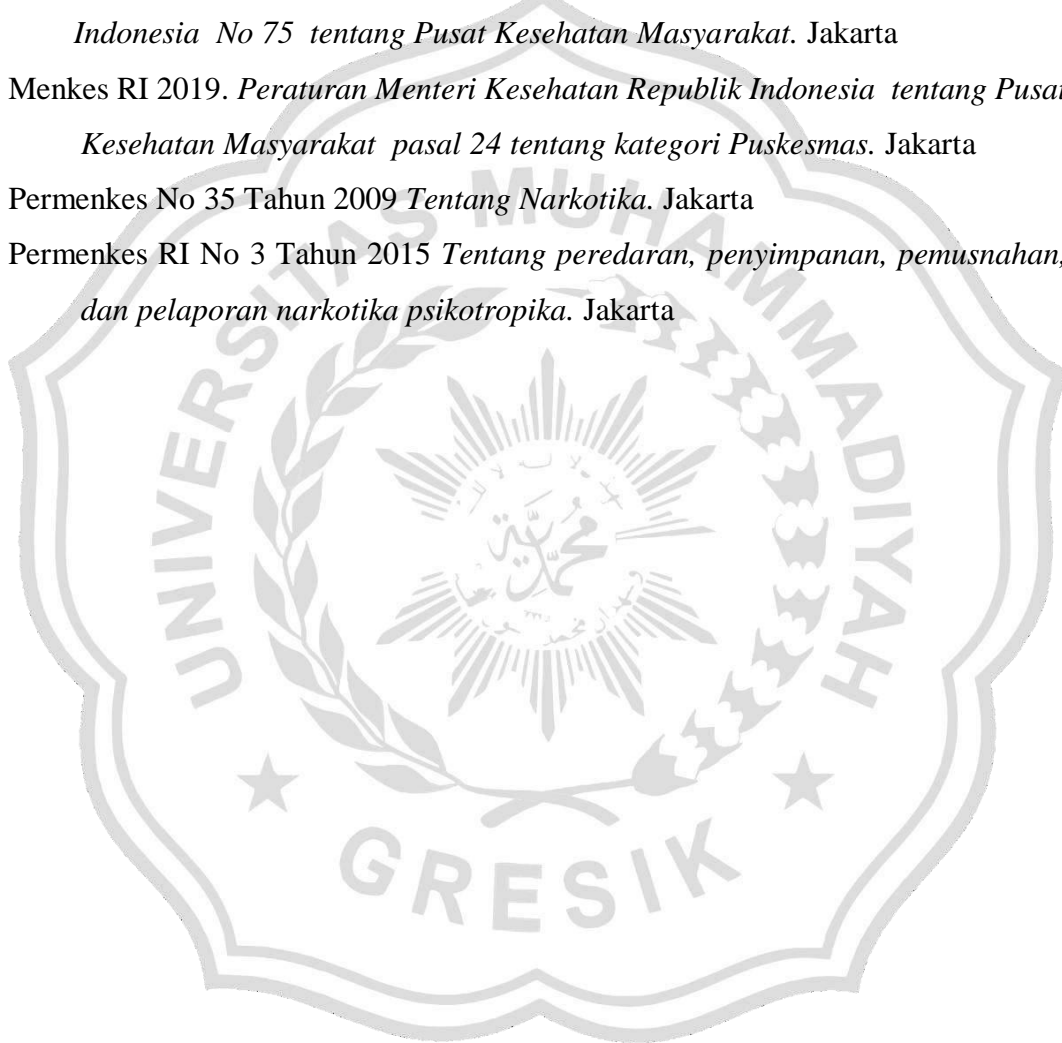 Indonesia No 75 tentang Pusat Kesehatan Masyarakat. Jakarta
Menkes RI 2019. Peraturan Menteri Kesehatan Republik Indonesia tentang Pusat
Kesehatan Masyarakat pasal 24 tentang kategori Puskesmas. Jakarta
Permenkes No 35 Tahun 2009 Tentang Narkotika. Jakarta
Permenkes RI No 3 Tahun 2015 Tentang peredaran, penyimpanan, pemusnahan,
dan pelaporan narkotika psikotropika. Jakarta
UNIVERSITAS MUHAMMADIYAH
محمدية
GRESIK